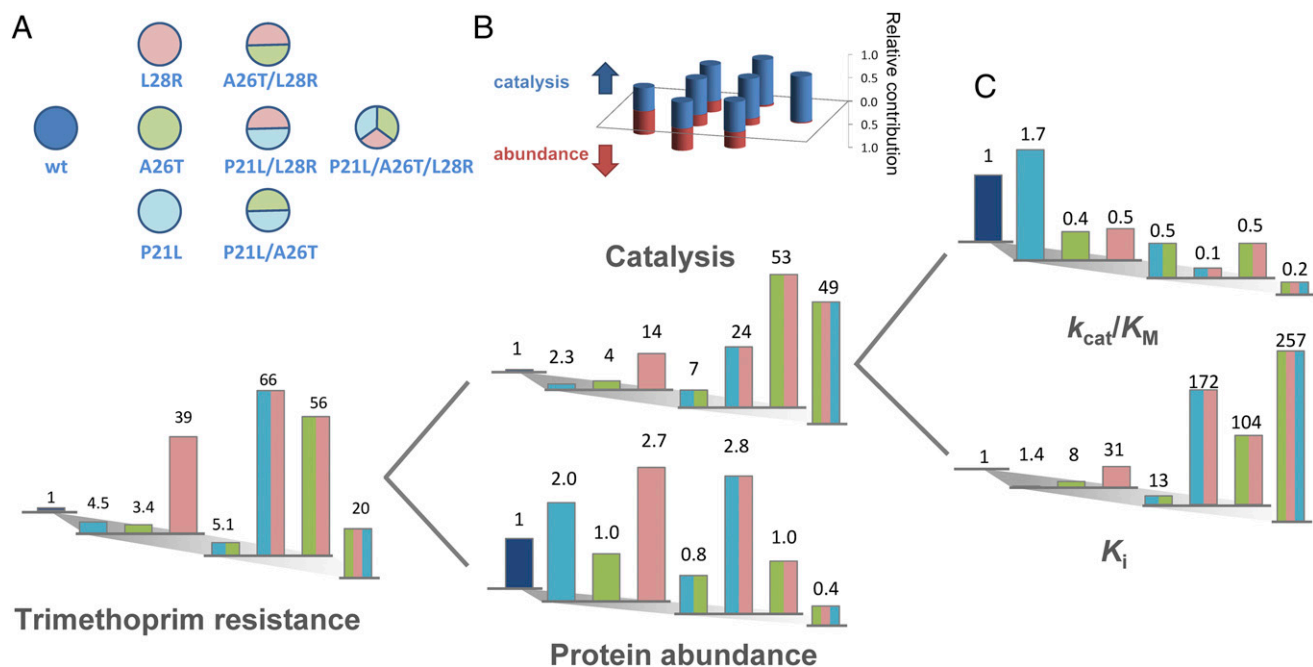 A
L28R
A26T/L28R
wt
A26T
P21L/L28R
P21L/A26T/L28R
P21L
P21L/A26T
B
catalysis
abundance
1.0
0.5
0.0
0.5
1.0
Relative contribution
C
1
1.7
0.4
0.5
0.5
0.1
0.5
0.2
kcat/KM
Catalysis
1
2.3
4
14
7
24
53
49
1
1.4
8
31
13
172
104
257
Ki
1
4.5
3.4
39
5.1
66
56
20
Trimethoprim resistance
1
2.0
1.0
2.7
0.8
2.8
1.0
0.4
Protein abundance